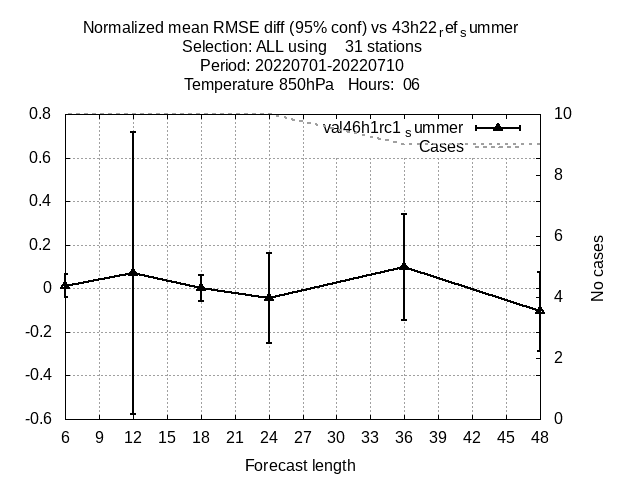 Normalized mean RMSE diff (95% conf) vs 43h22ref summer
Selection: ALL using 31 stations
Period: 20220701-20220710
Temperature 850hPa Hours: 06
val46h1rc1summer
Cases
0.8
0.6
0.4
0.2
0
-0.2
-0.4
-0.6
10
8
6
4
2
0
No cases
6 9 12 15 18 21 24 27 30 33 36 39 42 45 48
Forecast length